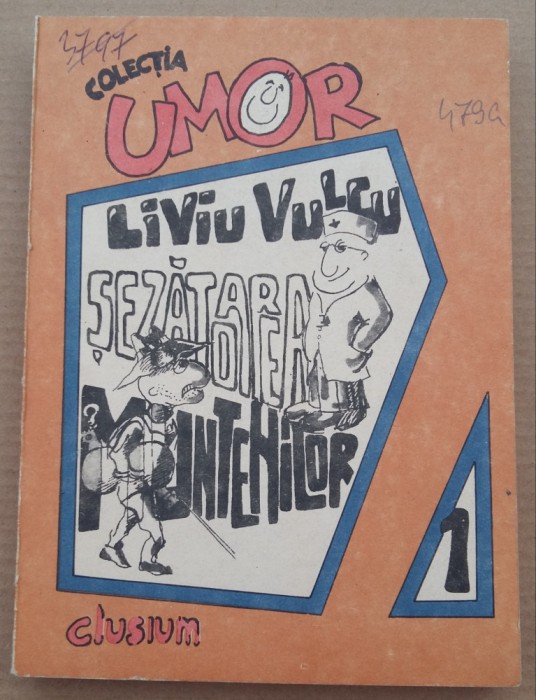 3797
COLECȚIA
UMOR
479a
Liviu Vulcu
ȘEZĂTOAREA
MUNTENILOR
1
clusium